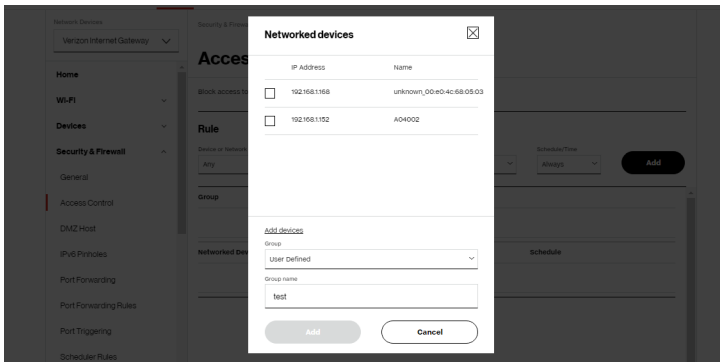 Network Devices:
Verizon Internet Gateway
Home
Wi-Fi
Devices
Security & Firewall
General
Access Control
DMZ Host
IPv6 Pinholes
Port Forwarding
Port Forwarding Rules
Port Triggering
Scheduler Rules
Security & Firewa
Acces
Block access to
Rule
Device or Network
Any
Schedule/Time
Always
Add
Group
Networked Dev
Schedule
Networked devices
IP Address Name
192.168.1.168 unknown_00:e0:4c:68:05:03
192.168.1.152 A04002
Add devices
Group
User Defined
Group name
test
Add Cancel